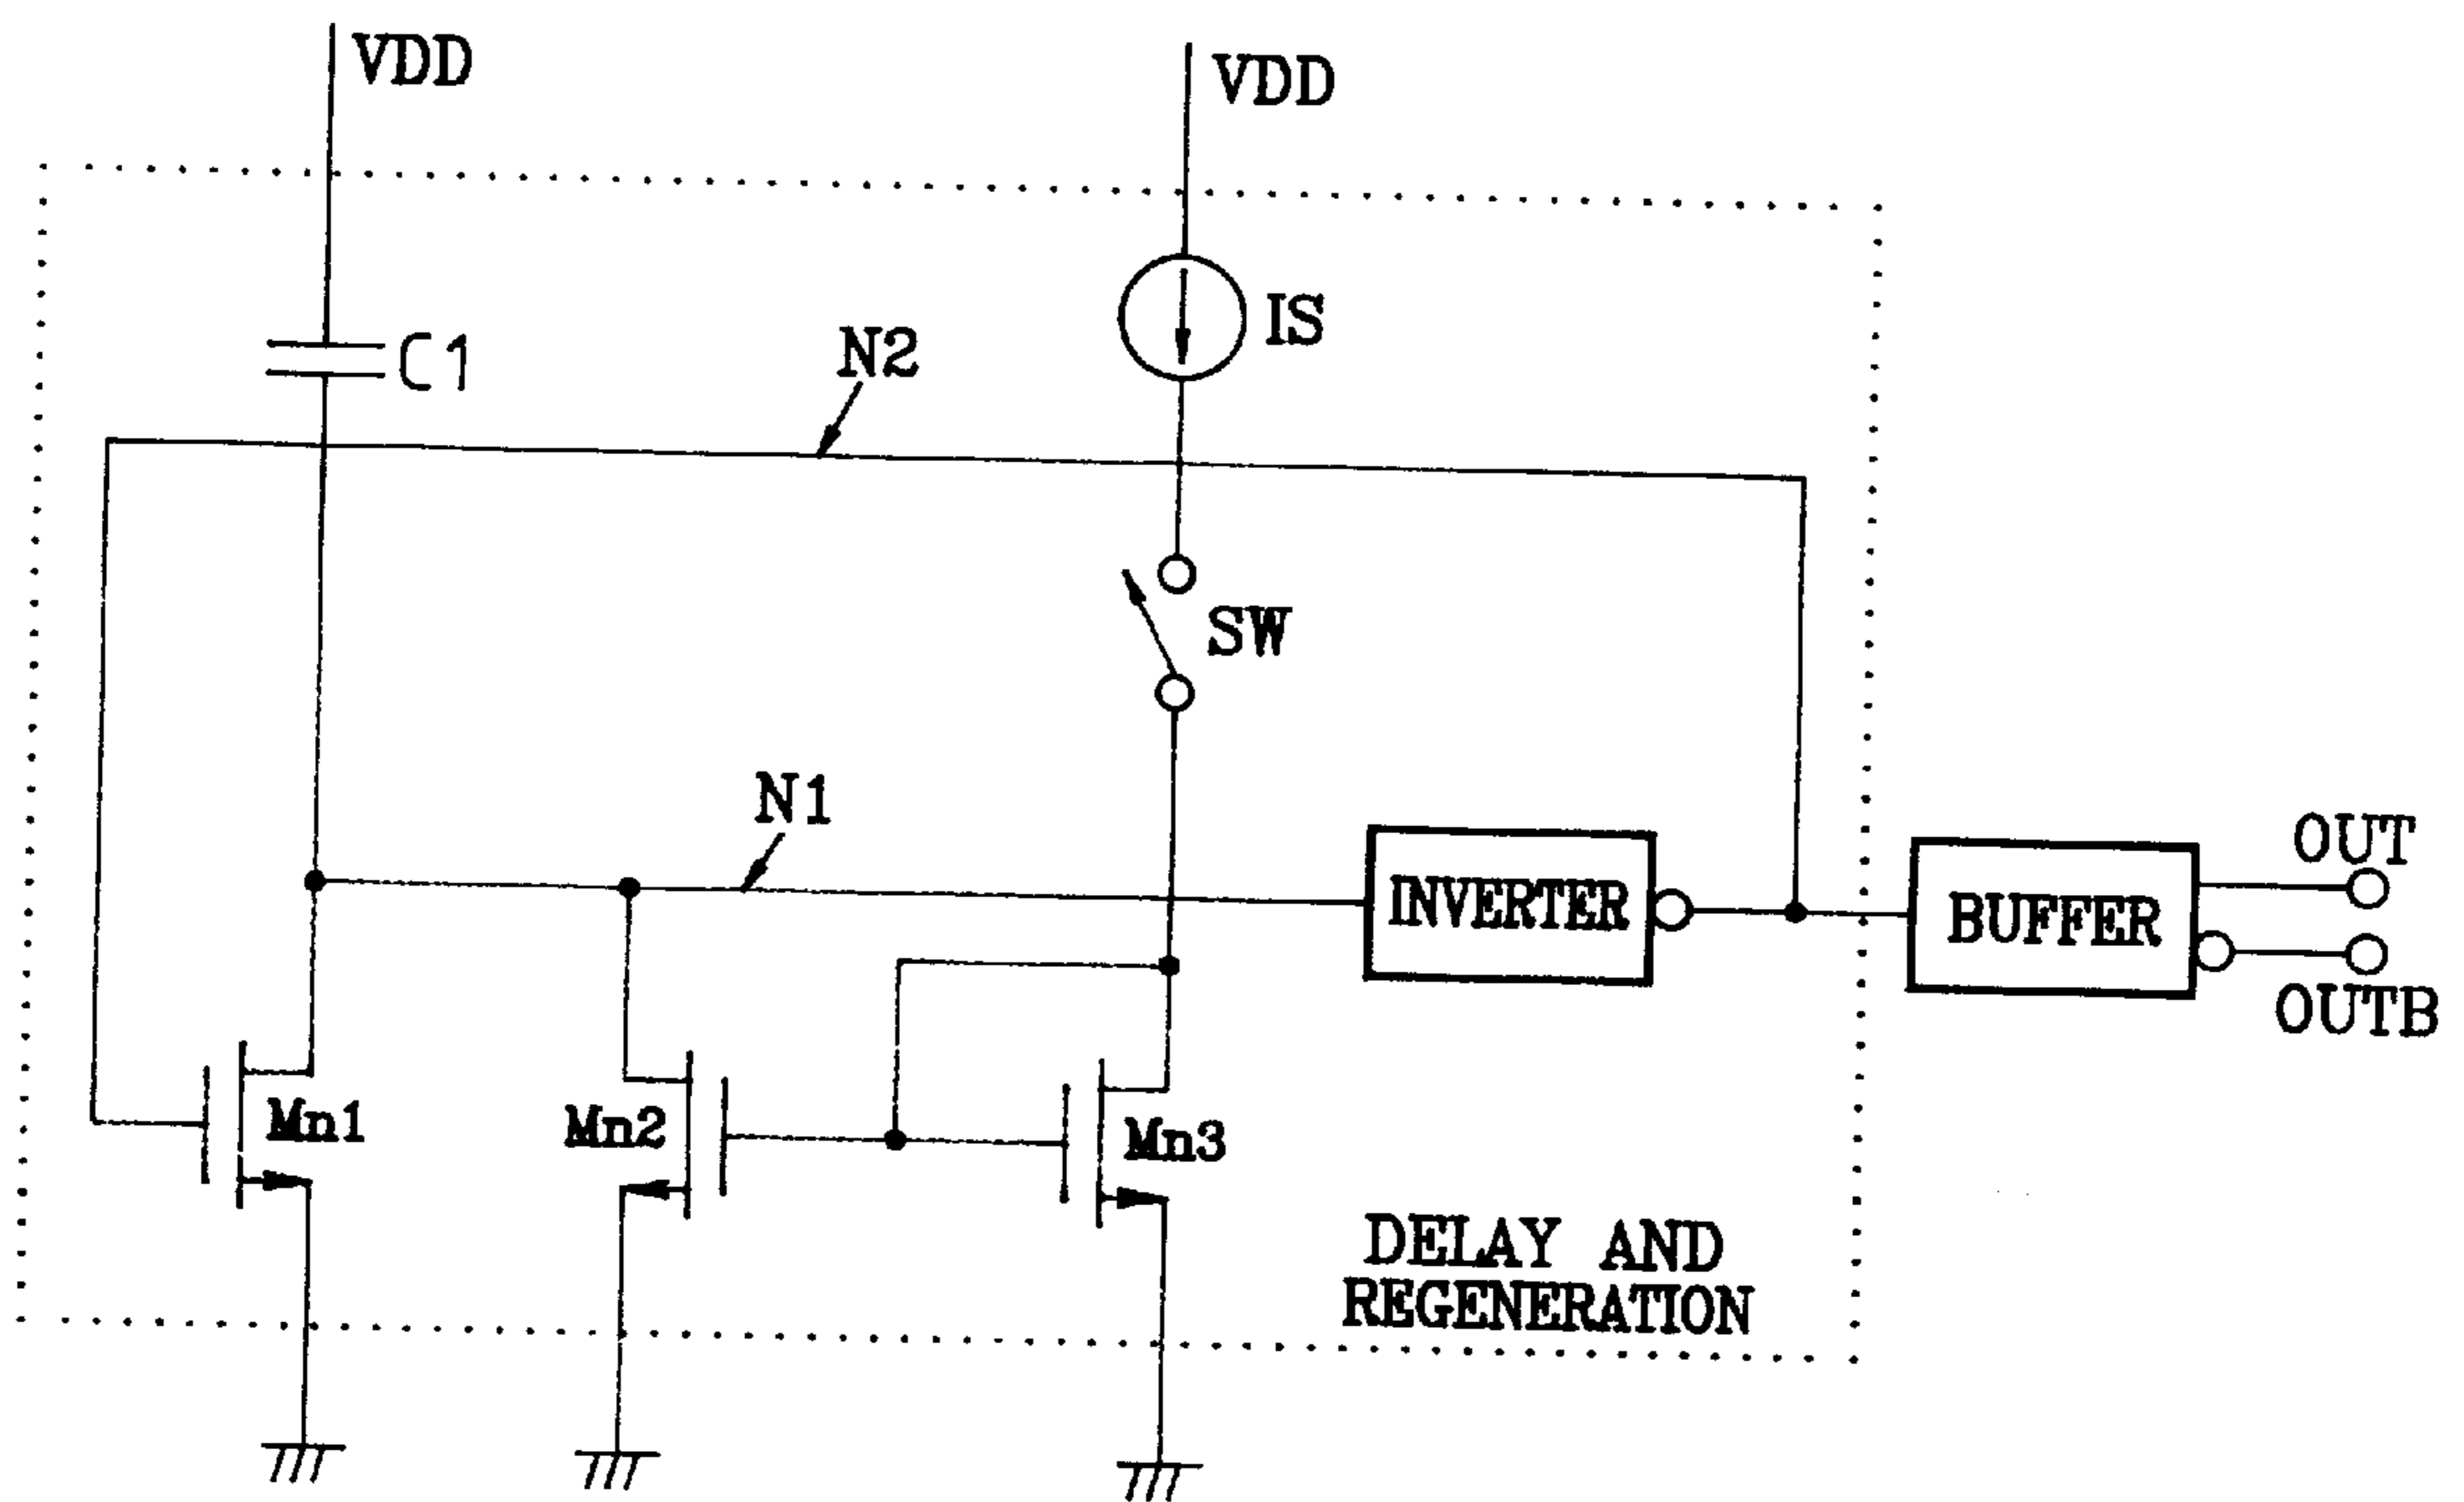 VDD
VDD
IS
C1
N2
SW
N1
INVERTER
OUT
BUFFER
OUTB
Mn1
Mn2
Mn3
DELAY AND
REGENERATION